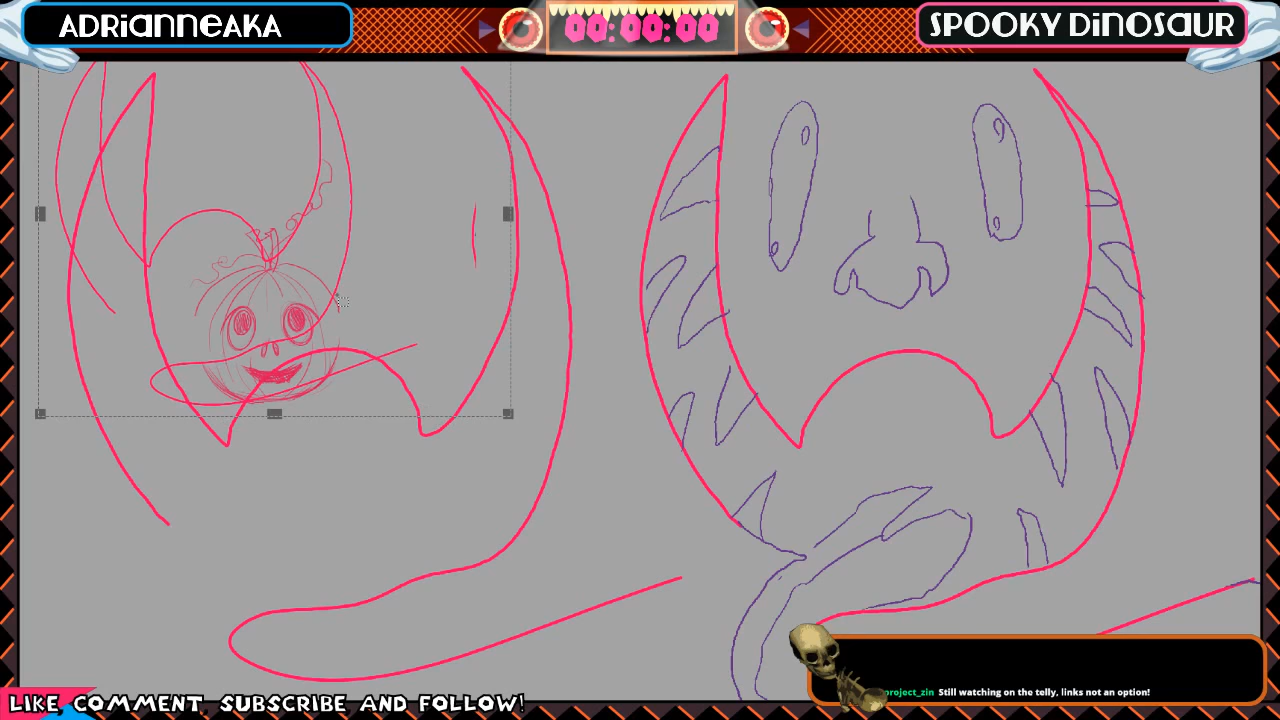 ADRIANNEAKA
00:00:00
SPOOKY DINOSAUR
project_zin Still watching on the telly, links not an option!
LIKE, COMMENT, SUBSCRIBE AND FOLLOW!